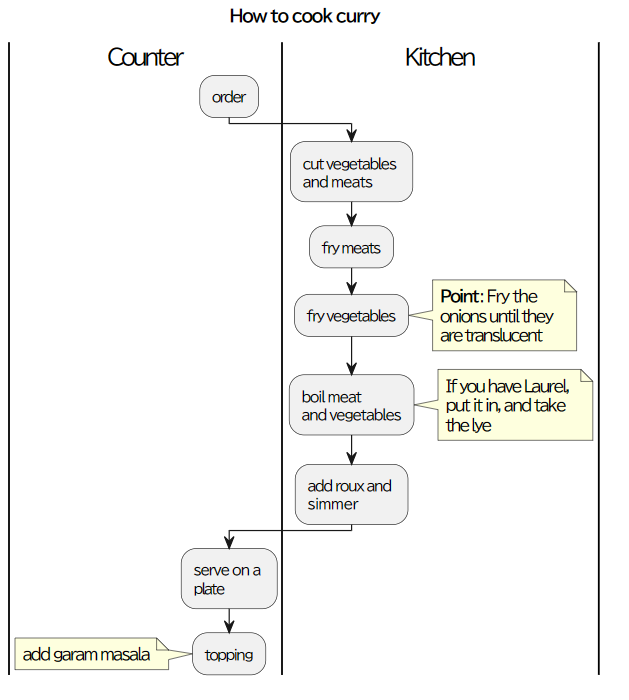 How to cook curry
Counter
Kitchen
order
cut vegetables
and meats
fry meats
fry vegetables
Point: Fry the
onions until they
are translucent
boil meat
and vegetables
If you have Laurel,
put it in, and take
the lye
add roux and
simmer
serve on a
plate
add garam masala
topping